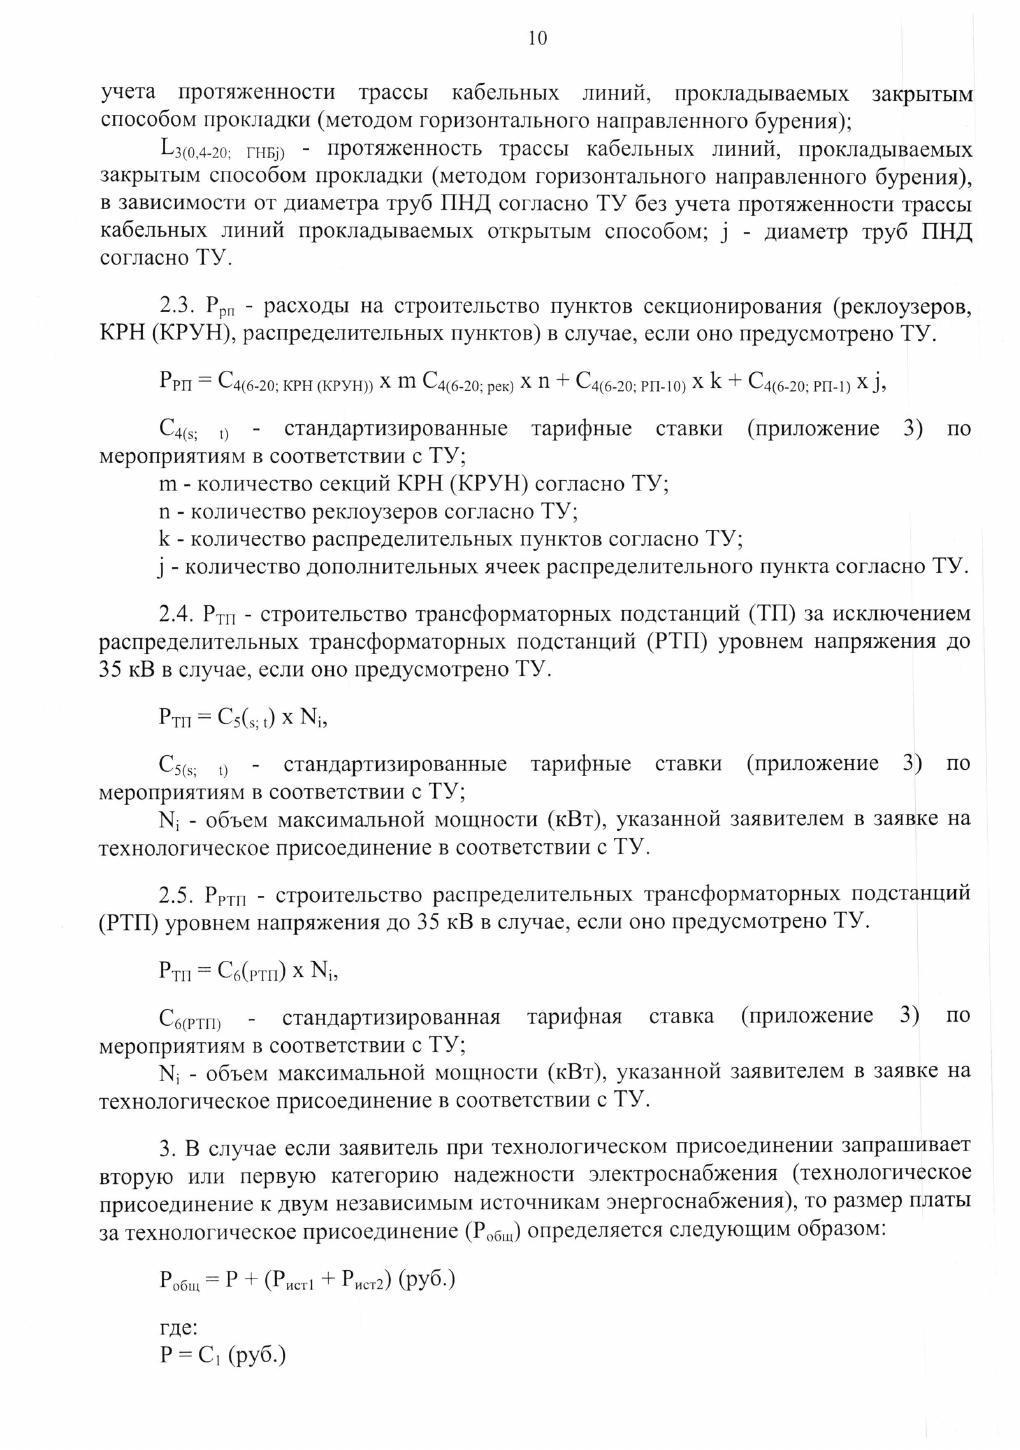 10
учета протяженности трассы кабельных линий, прокладываемых закрытым
способом прокладки (методом горизонтального направленного бурения);
L3(0,4-20; ГНБj) - протяженность трассы кабельных линий, прокладываемых
закрытым способом прокладки (методом горизонтального направленного бурения),
в зависимости от диаметра труб ПНД согласно ТУ без учета протяженности трассы
кабельных линий прокладываемых открытым способом; j - диаметр труб ПНД
согласно ТУ.
2.3. Ррп - расходы на строительство пунктов секционирования (реклоузеров,
КРН (КРУН), распределительных пунктов) в случае, если оно предусмотрено ТУ.
РРП = С4(6-20; КРН (КРУН)) x m С4(6-20; рек) x n + С4(6-20; РП-10) x k + С4(6-20; РП-1) x j,
С4(s; t) - стандартизированные тарифные ставки (приложение 3) по
мероприятиям в соответствии с ТУ;
m - количество секций КРН (КРУН) согласно ТУ;
n - количество реклоузеров согласно ТУ;
k - количество распределительных пунктов согласно ТУ;
j - количество дополнительных ячеек распределительного пункта согласно ТУ.
2.4. РТП - строительство трансформаторных подстанций (ТП) за исключением
распределительных трансформаторных подстанций (РТП) уровнем напряжения до
35 кВ в случае, если оно предусмотрено ТУ.
РТП = С5(s; t) x Ni,
С5(s; t) - стандартизированные тарифные ставки (приложение 3) по
мероприятиям в соответствии с ТУ;
Ni - объем максимальной мощности (кВт), указанной заявителем в заявке на
технологическое присоединение в соответствии с ТУ.
2.5. РРТП - строительство распределительных трансформаторных подстанций
(РТП) уровнем напряжения до 35 кВ в случае, если оно предусмотрено ТУ.
РТП = С6(РТП) x Ni,
С6(РТП) - стандартизированная тарифная ставка (приложение 3) по
мероприятиям в соответствии с ТУ;
Ni - объем максимальной мощности (кВт), указанной заявителем в заявке на
технологическое присоединение в соответствии с ТУ.
3. В случае если заявитель при технологическом присоединении запрашивает
вторую или первую категорию надежности электроснабжения (технологическое
присоединение к двум независимым источникам энергоснабжения), то размер платы
за технологическое присоединение (Робщ) определяется следующим образом:
Робщ = Р + (Рист1 + Рист2) (руб.)
где:
Р = С1 (руб.)